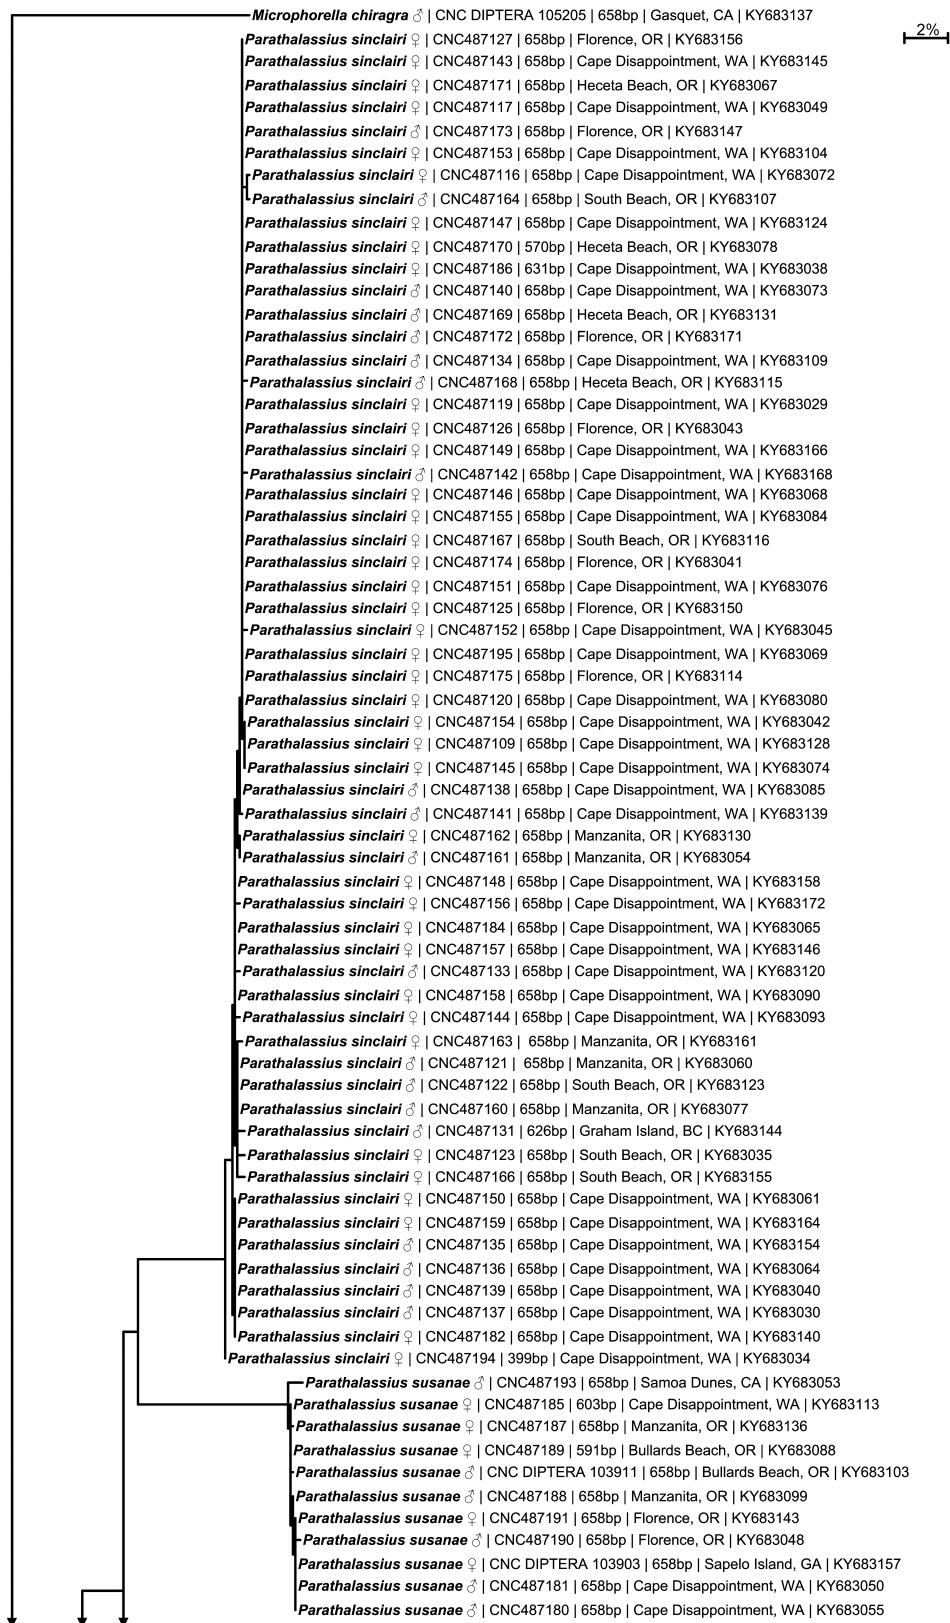 Microphorella chiragra ♂ | CNC DIPTERA 105205 | 658bp | Gasquet, CA | KY683137
2%
Parathalassius sinclairi ♀ | CNC487127 | 658bp | Florence, OR | KY683156
Parathalassius sinclairi ♀ | CNC487143 | 658bp | Cape Disappointment, WA | KY683145
Parathalassius sinclairi ♀ | CNC487171 | 658bp | Heceta Beach, OR | KY683067
Parathalassius sinclairi ♀ | CNC487117 | 658bp | Cape Disappointment, WA | KY683049
Parathalassius sinclairi ♂ | CNC487173 | 658bp | Florence, OR | KY683147
Parathalassius sinclairi ♀ | CNC487153 | 658bp | Cape Disappointment, WA | KY683104
Parathalassius sinclairi ♀ | CNC487116 | 658bp | Cape Disappointment, WA | KY683072
Parathalassius sinclairi ♂ | CNC487164 | 658bp | South Beach, OR | KY683107
Parathalassius sinclairi ♀ | CNC487147 | 658bp | Cape Disappointment, WA | KY683124
Parathalassius sinclairi ♀ | CNC487170 | 570bp | Heceta Beach, OR | KY683078
Parathalassius sinclairi ♀ | CNC487186 | 631bp | Cape Disappointment, WA | KY683038
Parathalassius sinclairi ♂ | CNC487140 | 658bp | Cape Disappointment, WA | KY683073
Parathalassius sinclairi ♂ | CNC487169 | 658bp | Heceta Beach, OR | KY683131
Parathalassius sinclairi ♂ | CNC487172 | 658bp | Florence, OR | KY683171
Parathalassius sinclairi ♂ | CNC487134 | 658bp | Cape Disappointment, WA | KY683109
Parathalassius sinclairi ♂ | CNC487168 | 658bp | Heceta Beach, OR | KY683115
Parathalassius sinclairi ♀ | CNC487119 | 658bp | Cape Disappointment, WA | KY683029
Parathalassius sinclairi ♀ | CNC487126 | 658bp | Florence, OR | KY683043
Parathalassius sinclairi ♀ | CNC487149 | 658bp | Cape Disappointment, WA | KY683166
Parathalassius sinclairi ♂ | CNC487142 | 658bp | Cape Disappointment, WA | KY683168
Parathalassius sinclairi ♀ | CNC487146 | 658bp | Cape Disappointment, WA | KY683068
Parathalassius sinclairi ♀ | CNC487155 | 658bp | Cape Disappointment, WA | KY683084
Parathalassius sinclairi ♀ | CNC487167 | 658bp | South Beach, OR | KY683116
Parathalassius sinclairi ♀ | CNC487174 | 658bp | Florence, OR | KY683041
Parathalassius sinclairi ♀ | CNC487151 | 658bp | Cape Disappointment, WA | KY683076
Parathalassius sinclairi ♀ | CNC487125 | 658bp | Florence, OR | KY683150
Parathalassius sinclairi ♀ | CNC487152 | 658bp | Cape Disappointment, WA | KY683045
Parathalassius sinclairi ♀ | CNC487195 | 658bp | Cape Disappointment, WA | KY683069
Parathalassius sinclairi ♀ | CNC487175 | 658bp | Florence, OR | KY683114
Parathalassius sinclairi ♀ | CNC487120 | 658bp | Cape Disappointment, WA | KY683080
Parathalassius sinclairi ♀ | CNC487154 | 658bp | Cape Disappointment, WA | KY683042
Parathalassius sinclairi ♀ | CNC487109 | 658bp | Cape Disappointment, WA | KY683128
Parathalassius sinclairi ♀ | CNC487145 | 658bp | Cape Disappointment, WA | KY683074
Parathalassius sinclairi ♂ | CNC487138 | 658bp | Cape Disappointment, WA | KY683085
Parathalassius sinclairi ♂ | CNC487141 | 658bp | Cape Disappointment, WA | KY683139
Parathalassius sinclairi ♀ | CNC487162 | 658bp | Manzanita, OR | KY683130
Parathalassius sinclairi ♂ | CNC487161 | 658bp | Manzanita, OR | KY683054
Parathalassius sinclairi ♀ | CNC487148 | 658bp | Cape Disappointment, WA | KY683158
Parathalassius sinclairi ♀ | CNC487156 | 658bp | Cape Disappointment, WA | KY683172
Parathalassius sinclairi ♀ | CNC487184 | 658bp | Cape Disappointment, WA | KY683065
Parathalassius sinclairi ♀ | CNC487157 | 658bp | Cape Disappointment, WA | KY683146
Parathalassius sinclairi ♂ | CNC487133 | 658bp | Cape Disappointment, WA | KY683120
Parathalassius sinclairi ♀ | CNC487158 | 658bp | Cape Disappointment, WA | KY683090
Parathalassius sinclairi ♀ | CNC487144 | 658bp | Cape Disappointment, WA | KY683093
Parathalassius sinclairi ♀ | CNC487163 | 658bp | Manzanita, OR | KY683161
Parathalassius sinclairi ♂ | CNC487121 | 658bp | Manzanita, OR | KY683060
Parathalassius sinclairi ♂ | CNC487122 | 658bp | South Beach, OR | KY683123
Parathalassius sinclairi ♂ | CNC487160 | 658bp | Manzanita, OR | KY683077
Parathalassius sinclairi ♂ | CNC487131 | 626bp | Graham Island, BC | KY683144
Parathalassius sinclairi ♀ | CNC487123 | 658bp | South Beach, OR | KY683035
Parathalassius sinclairi ♀ | CNC487166 | 658bp | South Beach, OR | KY683155
Parathalassius sinclairi ♀ | CNC487150 | 658bp | Cape Disappointment, WA | KY683061
Parathalassius sinclairi ♀ | CNC487159 | 658bp | Cape Disappointment, WA | KY683164
Parathalassius sinclairi ♂ | CNC487135 | 658bp | Cape Disappointment, WA | KY683154
Parathalassius sinclairi ♂ | CNC487136 | 658bp | Cape Disappointment, WA | KY683064
Parathalassius sinclairi ♂ | CNC487139 | 658bp | Cape Disappointment, WA | KY683040
Parathalassius sinclairi ♂ | CNC487137 | 658bp | Cape Disappointment, WA | KY683030
Parathalassius sinclairi ♀ | CNC487182 | 658bp | Cape Disappointment, WA | KY683140
Parathalassius sinclairi ♀ | CNC487194 | 399bp | Cape Disappointment, WA | KY683034
Parathalassius susanae ♂ | CNC487193 | 658bp | Samoa Dunes, CA | KY683053
Parathalassius susanae ♀ | CNC487185 | 603bp | Cape Disappointment, WA | KY683113
Parathalassius susanae ♀ | CNC487187 | 658bp | Manzanita, OR | KY683136
Parathalassius susanae ♀ | CNC487189 | 591bp | Bullards Beach, OR | KY683088
Parathalassius susanae ♂ | CNC DIPTERA 103911 | 658bp | Bullards Beach, OR | KY683103
Parathalassius susanae ♂ | CNC487188 | 658bp | Manzanita, OR | KY683099
Parathalassius susanae ♀ | CNC487191 | 658bp | Florence, OR | KY683143
Parathalassius susanae ♂ | CNC487190 | 658bp | Florence, OR | KY683048
Parathalassius susanae ♀ | CNC DIPTERA 103903 | 658bp | Sapelo Island, GA | KY683157
Parathalassius susanae ♂ | CNC487181 | 658bp | Cape Disappointment, WA | KY683050
Parathalassius susanae ♂ | CNC487180 | 658bp | Cape Disappointment, WA | KY683055